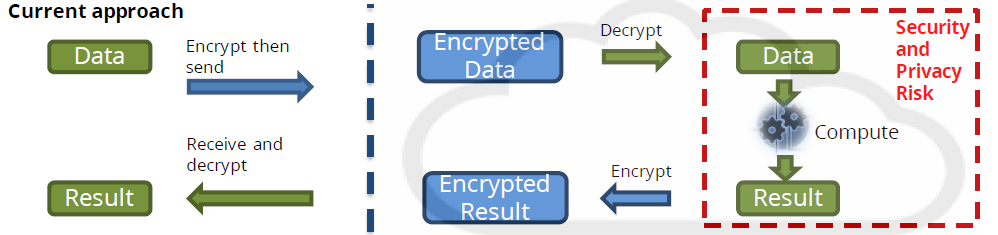 Current approach
Data
Encrypt then
send
Encrypted
Data
Decrypt
Data
Security
and
Privacy
Risk
Compute
Receive and
decrypt
Result
Encrypted
Result
Encrypt
Result